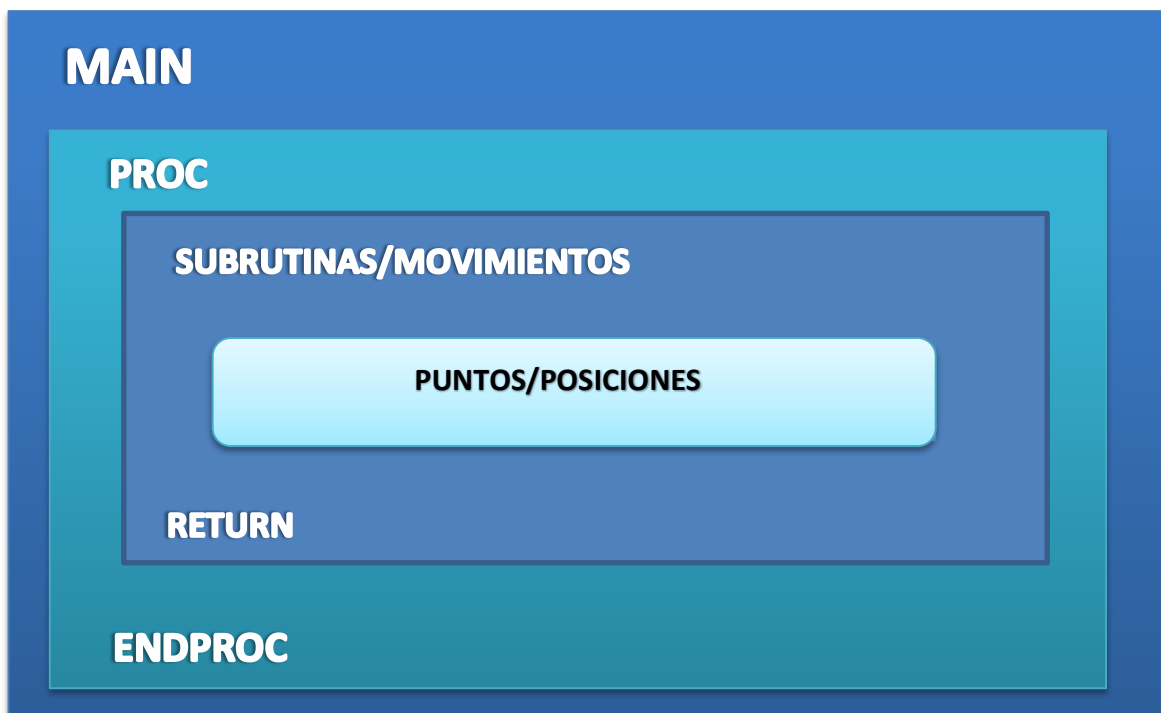 MAIN
PROC
SUBRUTINAS/MOVIMIENTOS
PUNTOS/POSICIONES
RETURN
ENDPROC